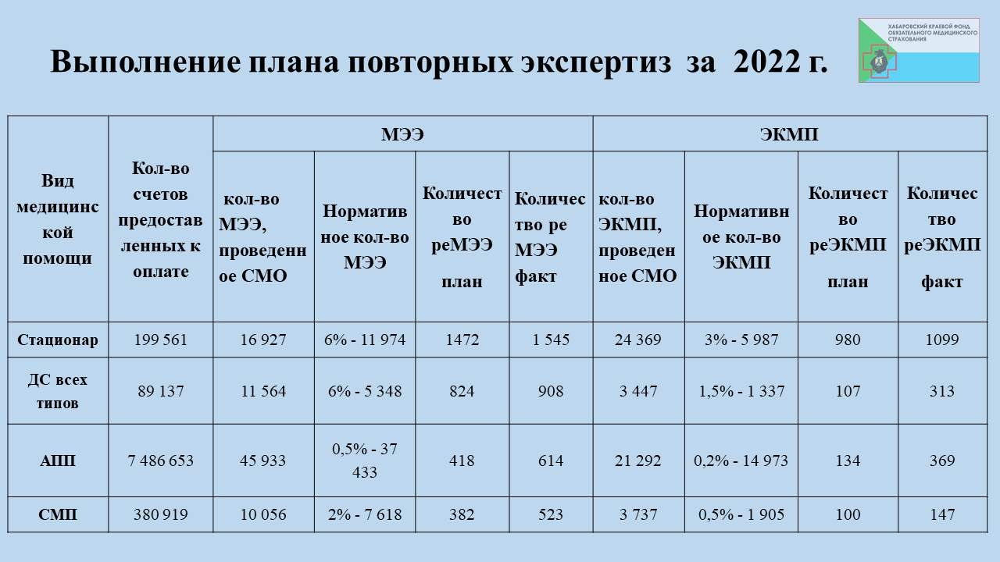 Выполнение плана повторных экспертиз за 2022 г.
ХАБАРОВСКИЙ КРАЕВОЙ ФОНД
ОБЯЗАТЕЛЬНОГО МЕДИЦИНСКОГО
СТРАХОВАНИЯ
Вид
медицинс
кой
помощи
Кол-во
счетов
предостав
ленных к
оплате
МЭЭ
ЭКМП
кол-во
МЭЭ,
проведенн
ое СМО
Норматив
ное кол-во
МЭЭ
Количест
во
реМЭЭ
план
Количес
тво ре
МЭЭ
факт
кол-во
ЭКМП,
проведен
ное СМО
Нормативн
ое кол-во
ЭКМП
Количест
во
реЭКМП
план
Количес
тво
реЭКМП
факт
Стационар 199 561 16 927 6% - 11 974 1472 1 545 24 369 3% - 5 987 980 1099
ДС всех
типов
89 137 11 564 6% - 5 348 824 908 3 447 1,5% - 1 337 107 313
АПП 7 486 653 45 933 0,5% - 37
433
418 614 21 292 0,2% - 14 973 134 369
СМП 380 919 10 056 2% - 7 618 382 523 3 737 0,5% - 1 905 100 147